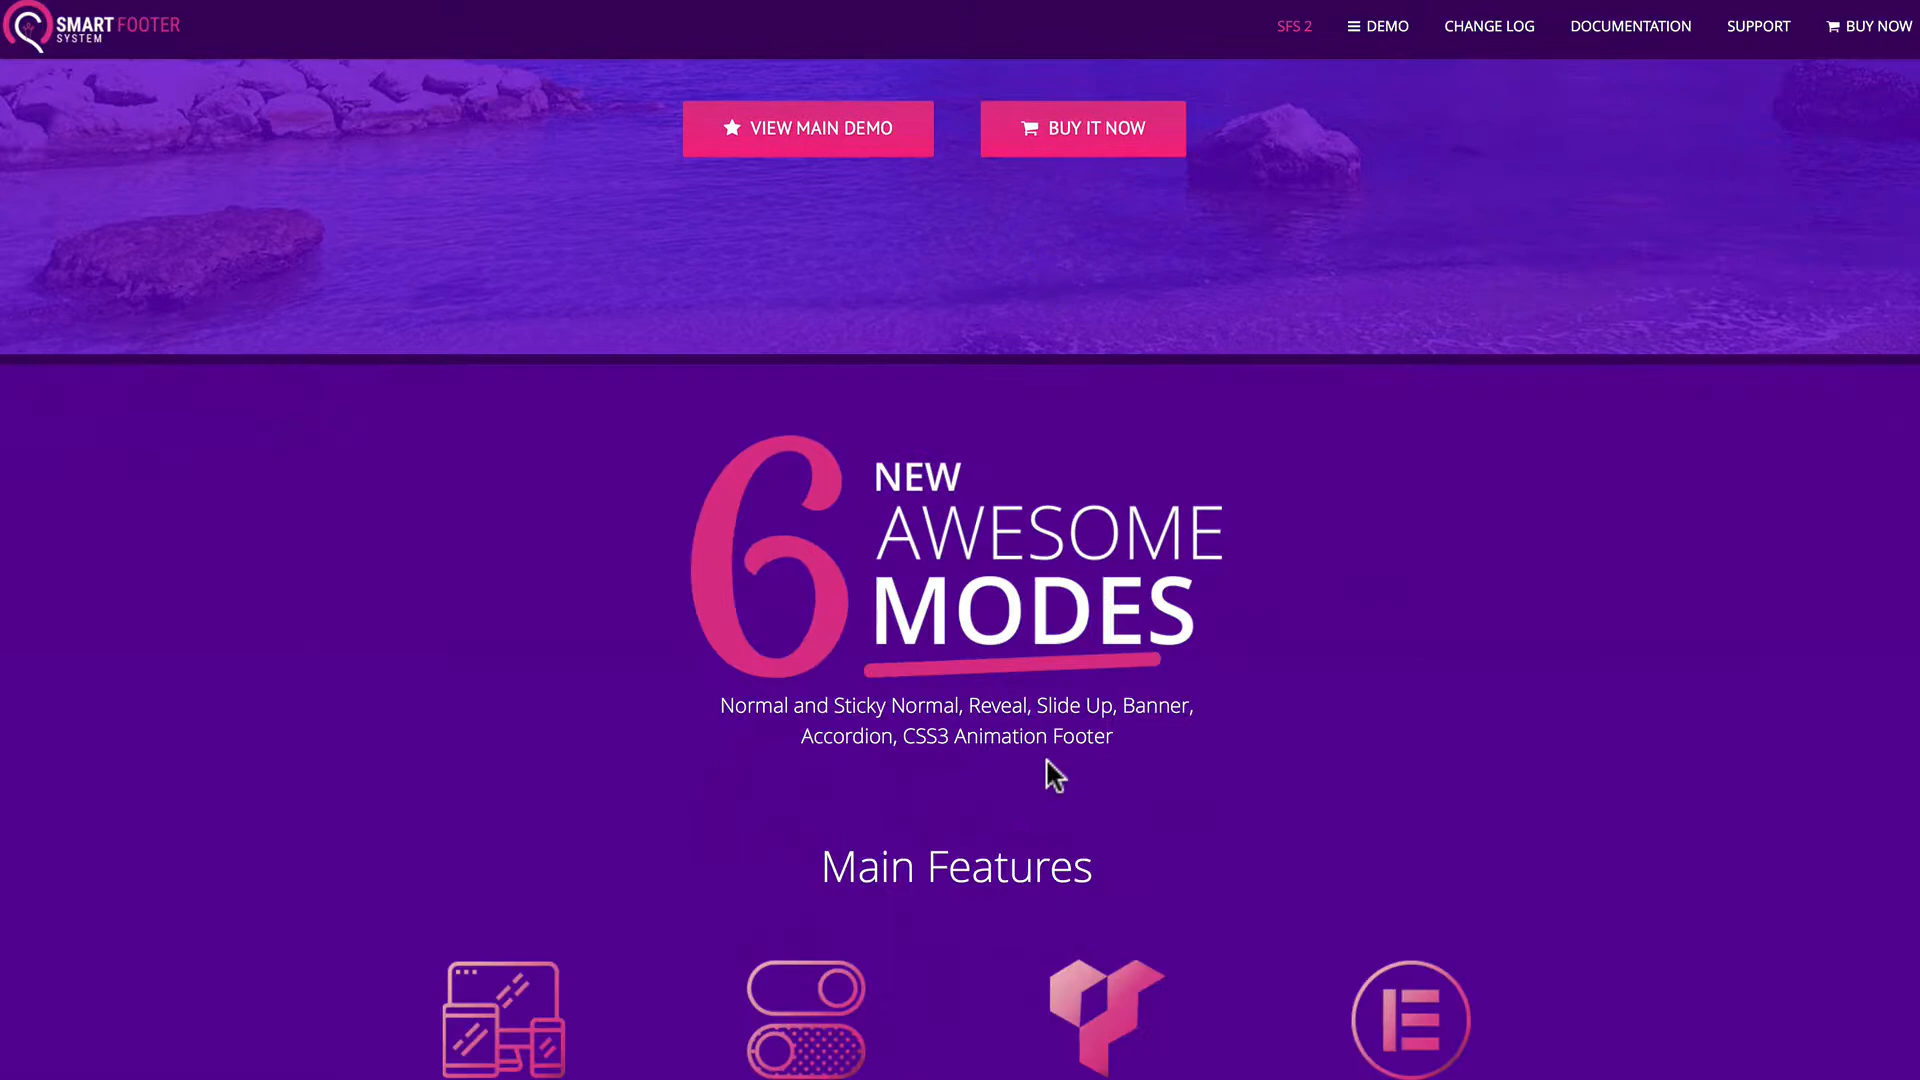 SMART FOOTER
SYSTEM
SFS 2
DEMO
CHANGE LOG
DOCUMENTATION
SUPPORT
BUY NOW
VIEW MAIN DEMO
BUY IT NOW
6
NEW
AWESOME
MODES
Normal and Sticky Normal, Reveal, Slide Up, Banner,
Accordion, CSS3 Animation Footer
Main Features